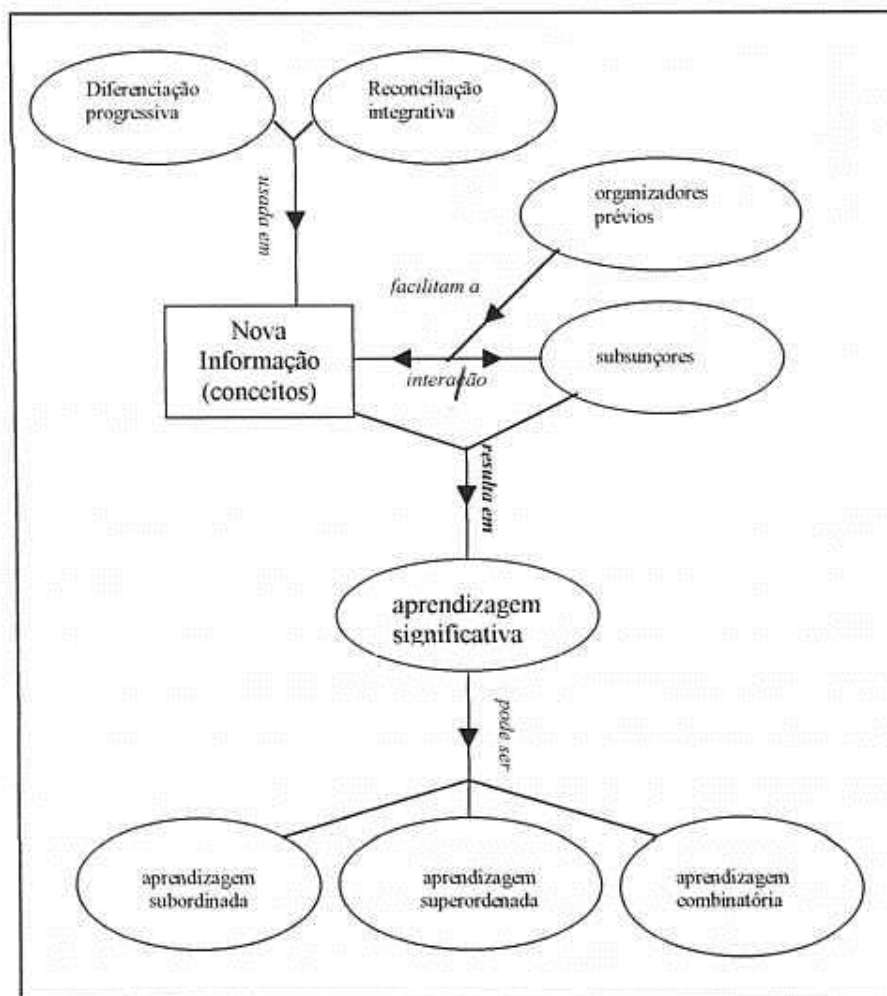 Diferenciação
progressiva
Reconciliação
integrativa
usada em
organizadores
prévios
facilitam a
Nova
Informação
(conceitos)
interação
subsunçores
resulta em
aprendizagem
significativa
pode ser
aprendizagem
subordinada
aprendizagem
superordenada
aprendizagem
combinatória